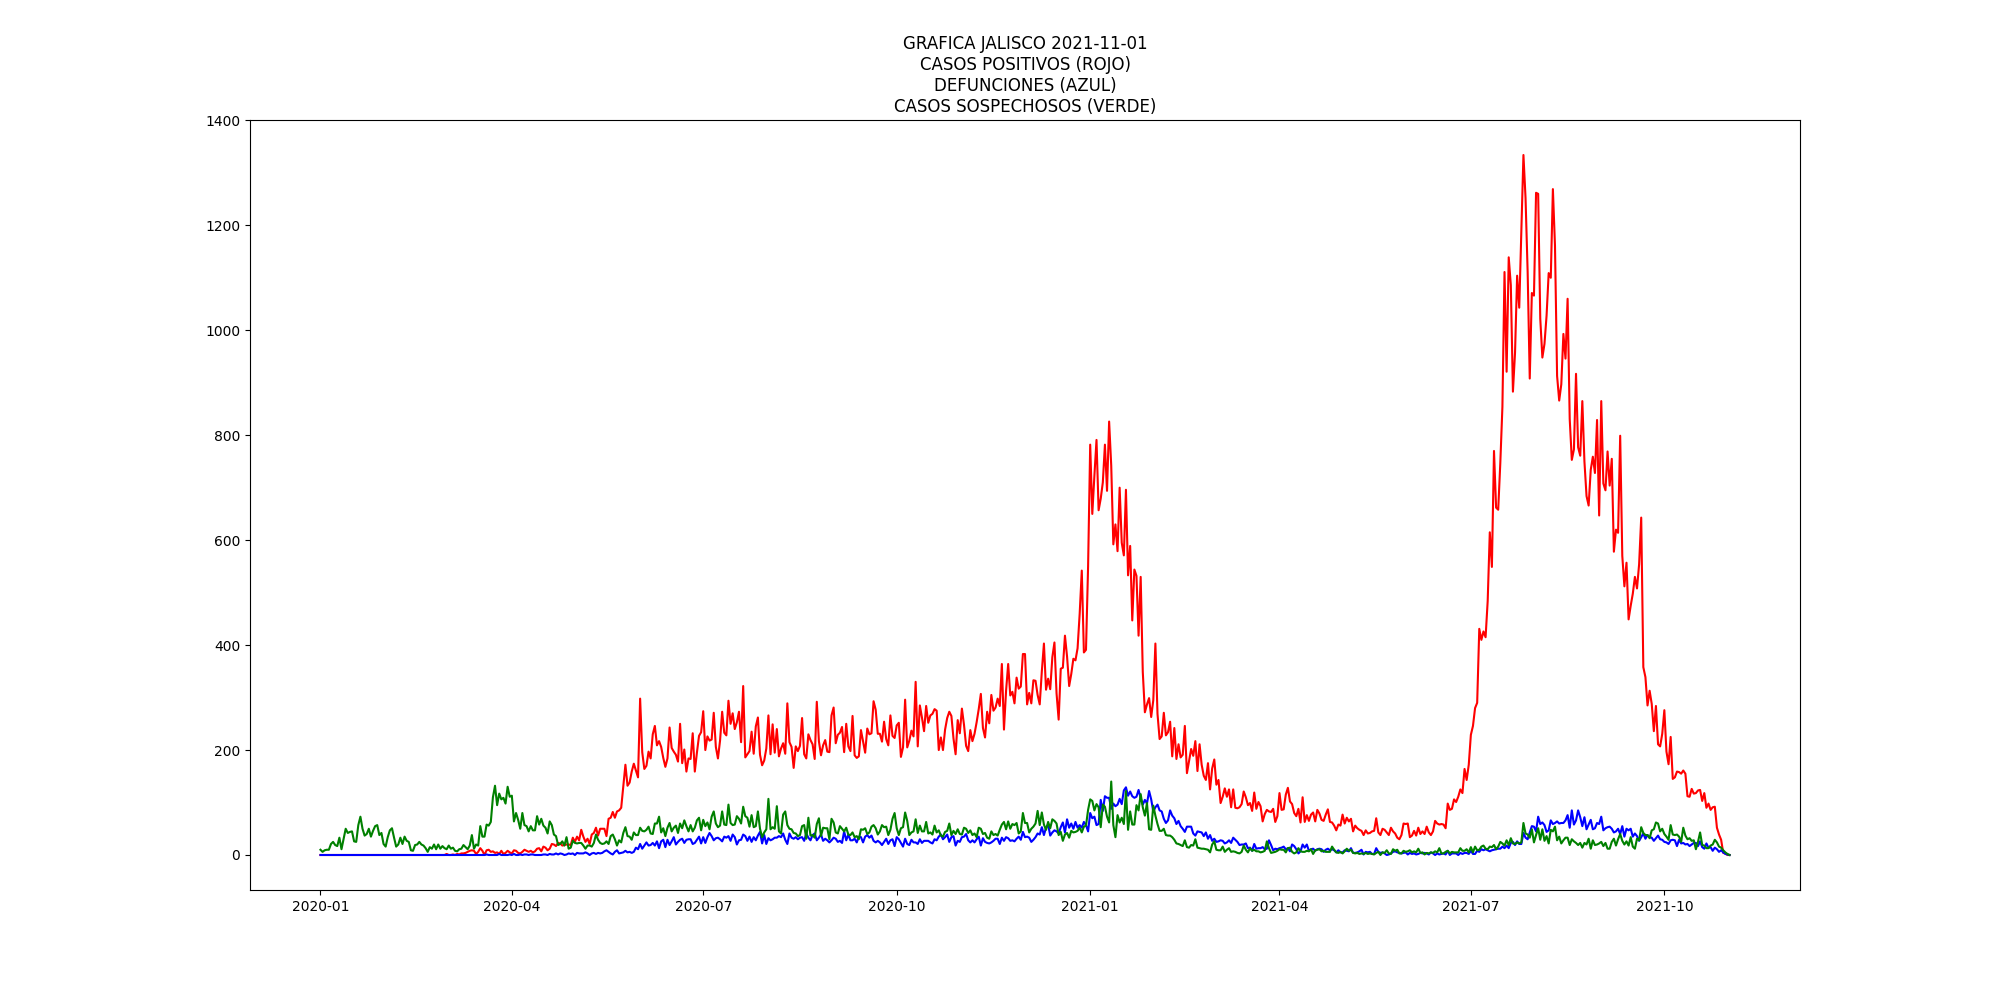 GRAFICA JALISCO 2021-11-01
CASOS POSITIVOS (ROJO)
DEFUNCIONES (AZUL)
CASOS SOSPECHOSOS (VERDE)
1400
1200
1000
800
600
400
200
0
2020-01 2020-04 2020-07 2020-10 2021-01 2021-04 2021-07 2021-10